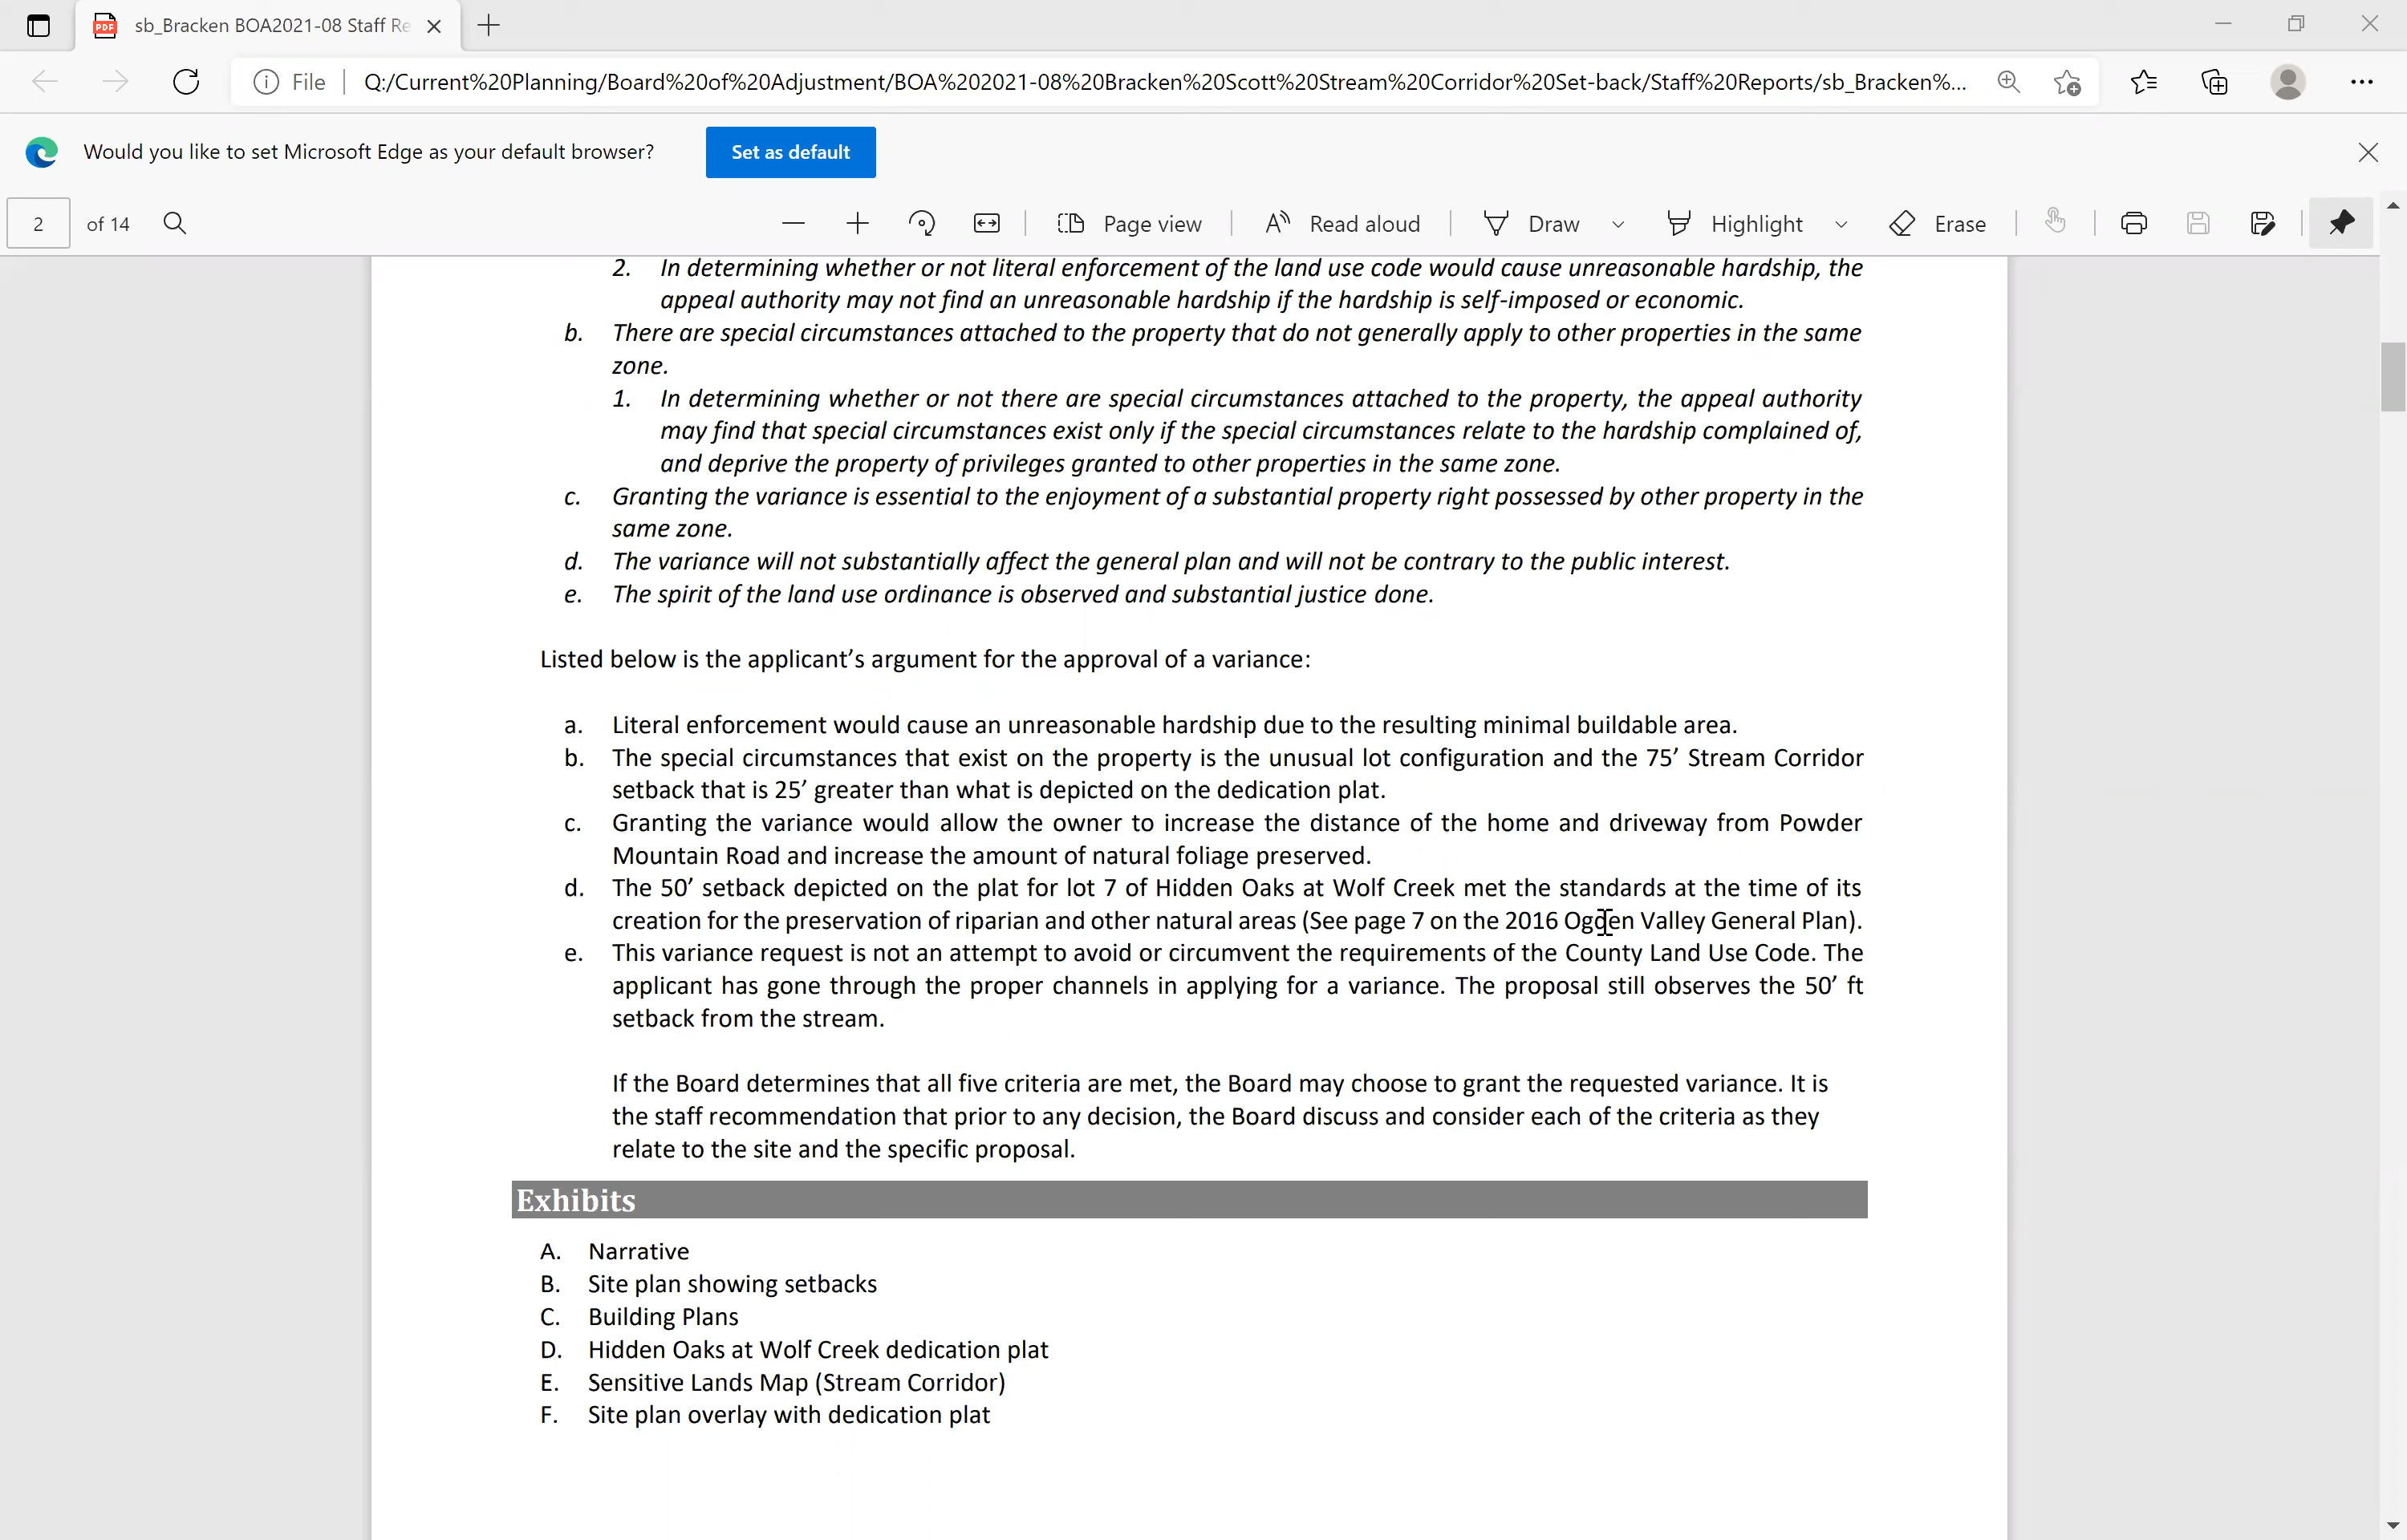 sb_Bracken BOA2021-08 Staff Re
File
Q:/Current%20Planning/Board%20of%20Adjustment/BOA%202021-08%20Bracken%20Scott%20Stream%20Corridor%20Set-back/Staff%20Reports/sb_Bracken%...
Would you like to set Microsoft Edge as your default browser? Set as default
2 of 14 Page view Read aloud Draw Highlight Erase
2. In determining whether or not literal enforcement of the land use code would cause unreasonable hardship, the
appeal authority may not find an unreasonable hardship if the hardship is self-imposed or economic.
b. There are special circumstances attached to the property that do not generally apply to other properties in the same
zone.
1. In determining whether or not there are special circumstances attached to the property, the appeal authority
may find that special circumstances exist only if the special circumstances relate to the hardship complained of,
and deprive the property of privileges granted to other properties in the same zone.
c. Granting the variance is essential to the enjoyment of a substantial property right possessed by other property in the
same zone.
d. The variance will not substantially affect the general plan and will not be contrary to the public interest.
e. The spirit of the land use ordinance is observed and substantial justice done.
Listed below is the applicant’s argument for the approval of a variance:
a. Literal enforcement would cause an unreasonable hardship due to the resulting minimal buildable area.
b. The special circumstances that exist on the property is the unusual lot configuration and the 75’ Stream Corridor
setback that is 25’ greater than what is depicted on the dedication plat.
c. Granting the variance would allow the owner to increase the distance of the home and driveway from Powder
Mountain Road and increase the amount of natural foliage preserved.
d. The 50’ setback depicted on the plat for lot 7 of Hidden Oaks at Wolf Creek met the standards at the time of its
creation for the preservation of riparian and other natural areas (See page 7 on the 2016 Ogden Valley General Plan).
e. This variance request is not an attempt to avoid or circumvent the requirements of the County Land Use Code. The
applicant has gone through the proper channels in applying for a variance. The proposal still observes the 50’ ft
setback from the stream.
If the Board determines that all five criteria are met, the Board may choose to grant the requested variance. It is
the staff recommendation that prior to any decision, the Board discuss and consider each of the criteria as they
relate to the site and the specific proposal.
Exhibits
A. Narrative
B. Site plan showing setbacks
C. Building Plans
D. Hidden Oaks at Wolf Creek dedication plat
E. Sensitive Lands Map (Stream Corridor)
F. Site plan overlay with dedication plat